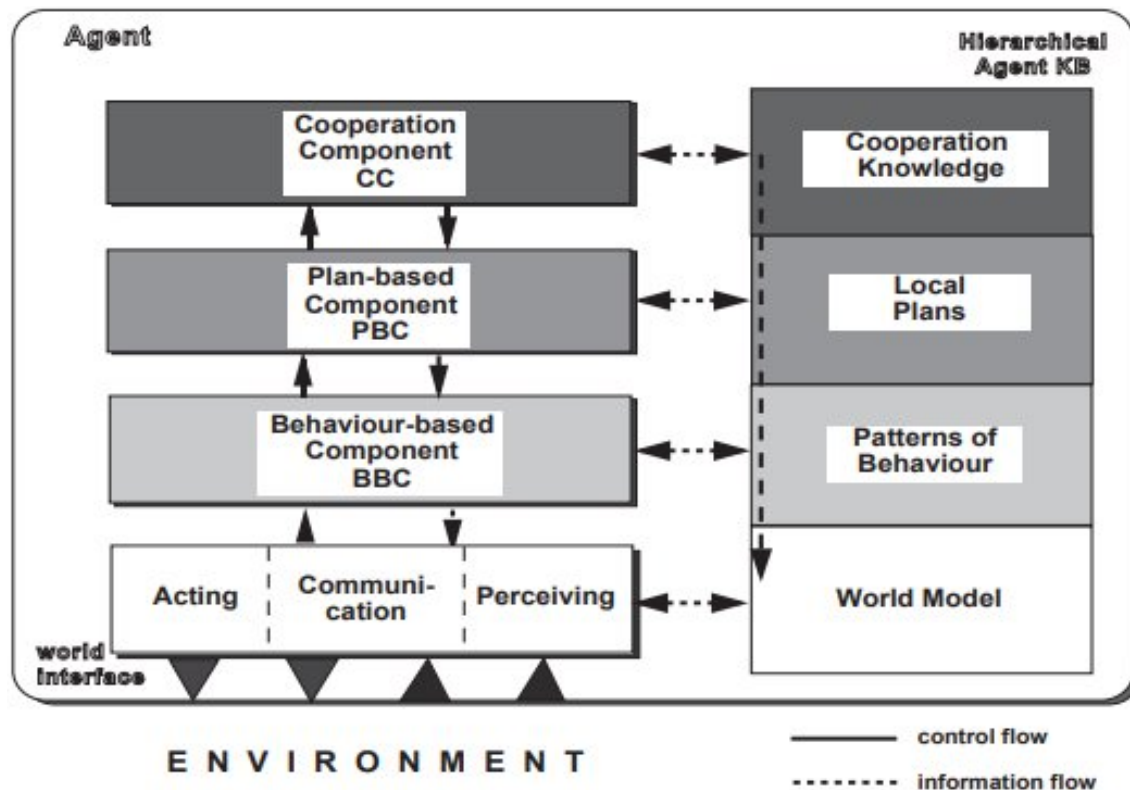 Agent
Hierarchical
Agent KB
Cooperation
Component
CC
Cooperation
Knowledge
Plan-based
Component
PBC
Local
Plans
Behaviour-based
Component
BBC
Patterns of
Behaviour
Acting
Communi-
cation
Perceiving
World Model
world
interface
E N V I R O N M E N T
control flow
information flow